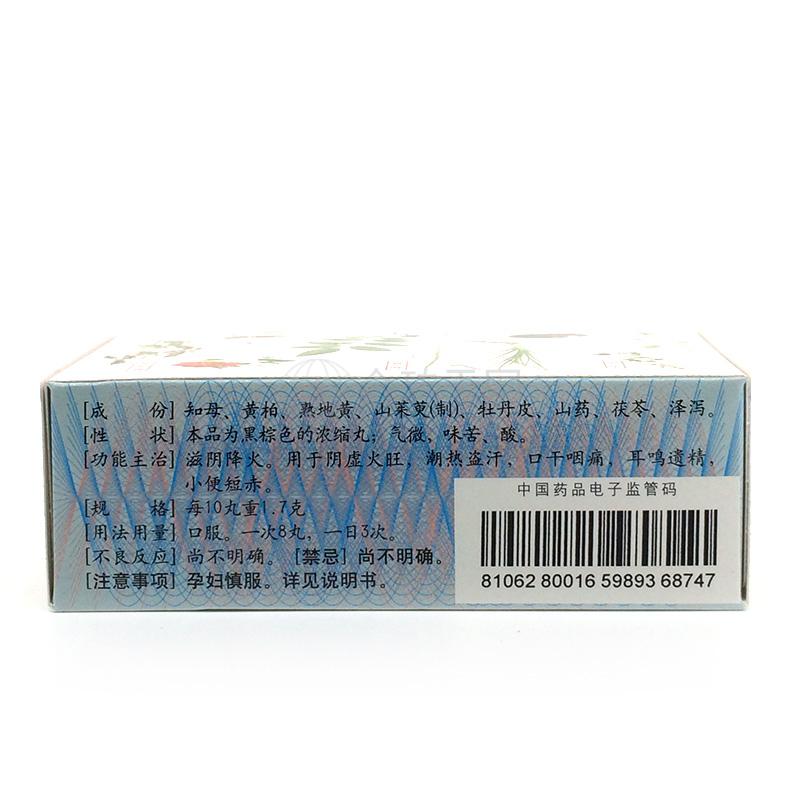 [成　　份] 知母、黄柏、熟地黄、山茱萸(制)、牡丹皮、山药、茯苓、泽泻。
[性　　状] 本品为黑棕色的浓缩丸；气微，味苦、酸。
[功能主治] 滋阴降火。用于阴虚火旺，潮热盗汗，口干咽痛，耳鸣遗精，
小便短赤。
[规　　格] 每10丸重1.7克
[用法用量] 口服。一次8丸，一日3次。
[不良反应] 尚不明确。[禁忌] 尚不明确。
[注意事项] 孕妇慎服。详见说明书。
中国药品电子监管码
81062 80016 59893 68747